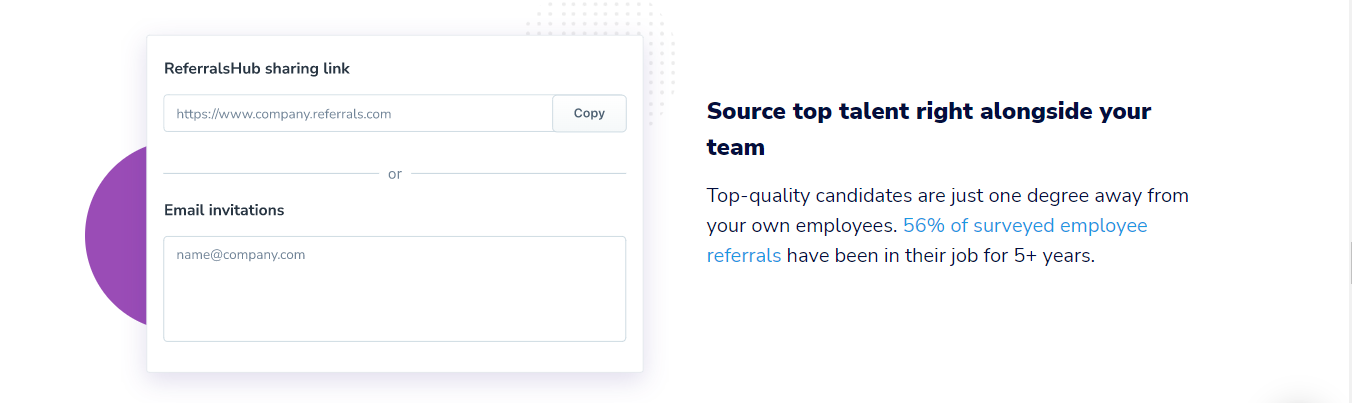 ReferralsHub sharing link
https://www.company.referrals.com
Copy
or
Email invitations
name@company.com
Source top talent right alongside your
team
Top-quality candidates are just one degree away from
your own employees. 56% of surveyed employee
referrals have been in their job for 5+ years.